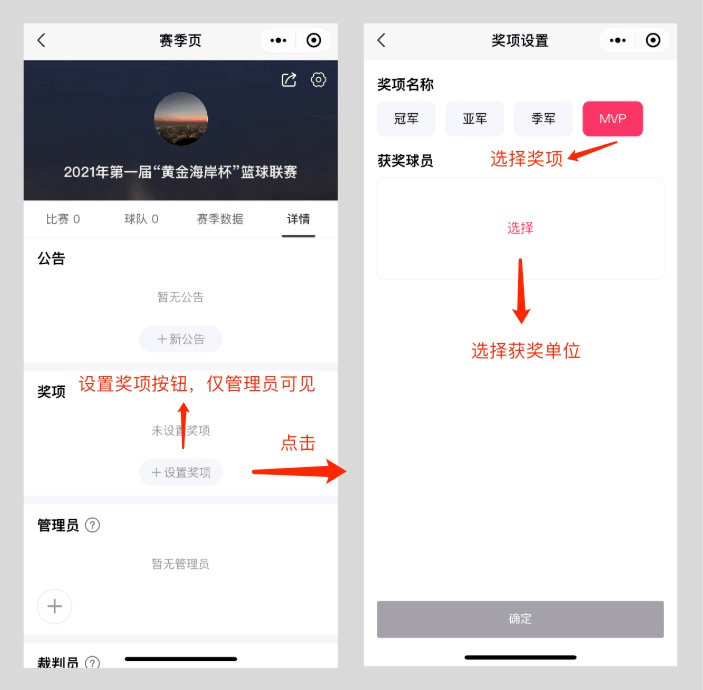 赛季页
2021年第一届“黄金海岸杯”篮球联赛
比赛 0 球队 0 赛季数据 详情
公告
暂无公告
+ 新公告
奖项
设置奖项按钮，仅管理员可见
未设置奖项
点击
+ 设置奖项
管理员 ?
暂无管理员
+
裁判员 ?
奖项设置
奖项名称
冠军 亚军 季军 MVP
获奖球员
选择奖项
选择
选择获奖单位
确定